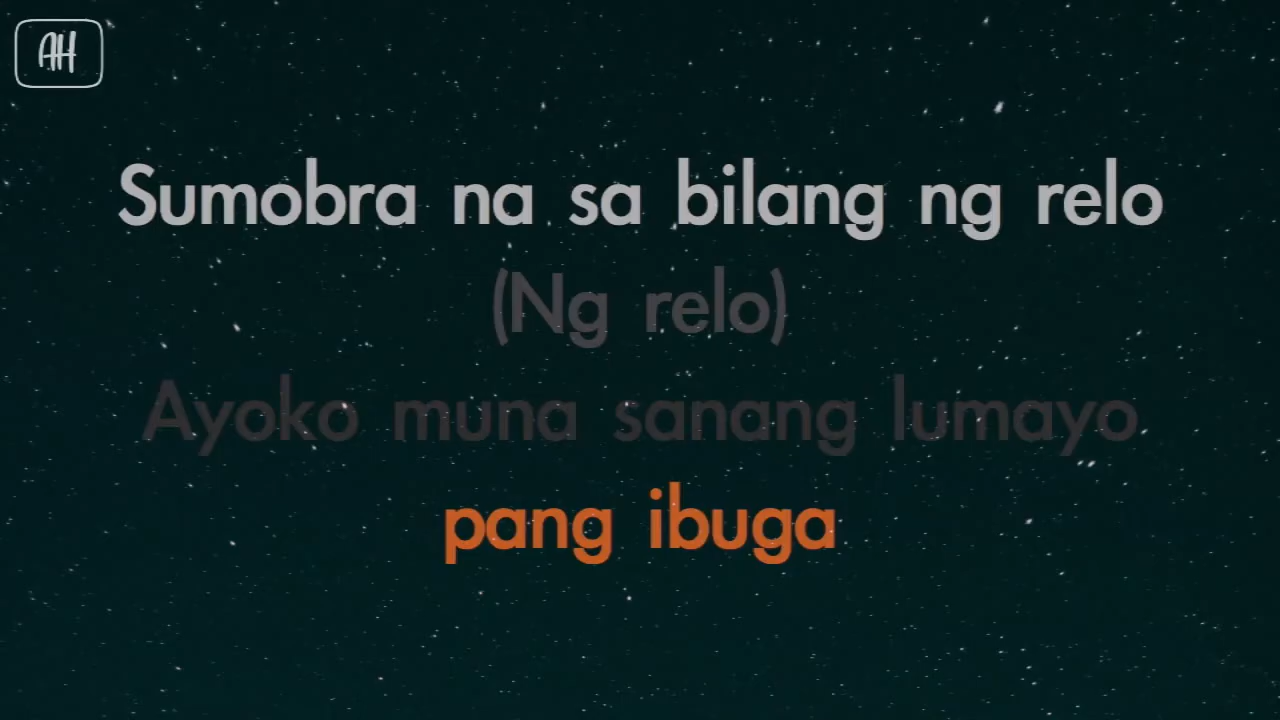 AH
Sumobra na sa bilang ng relo
(Ng relo)
Ayoko muna sanang lumayo
pang ibuga